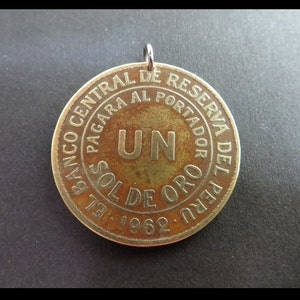 EL BANCO CENTRAL DE RESERVA DEL PERU
PAGARA AL PORTADOR
UN
SOL DE ORO
1962